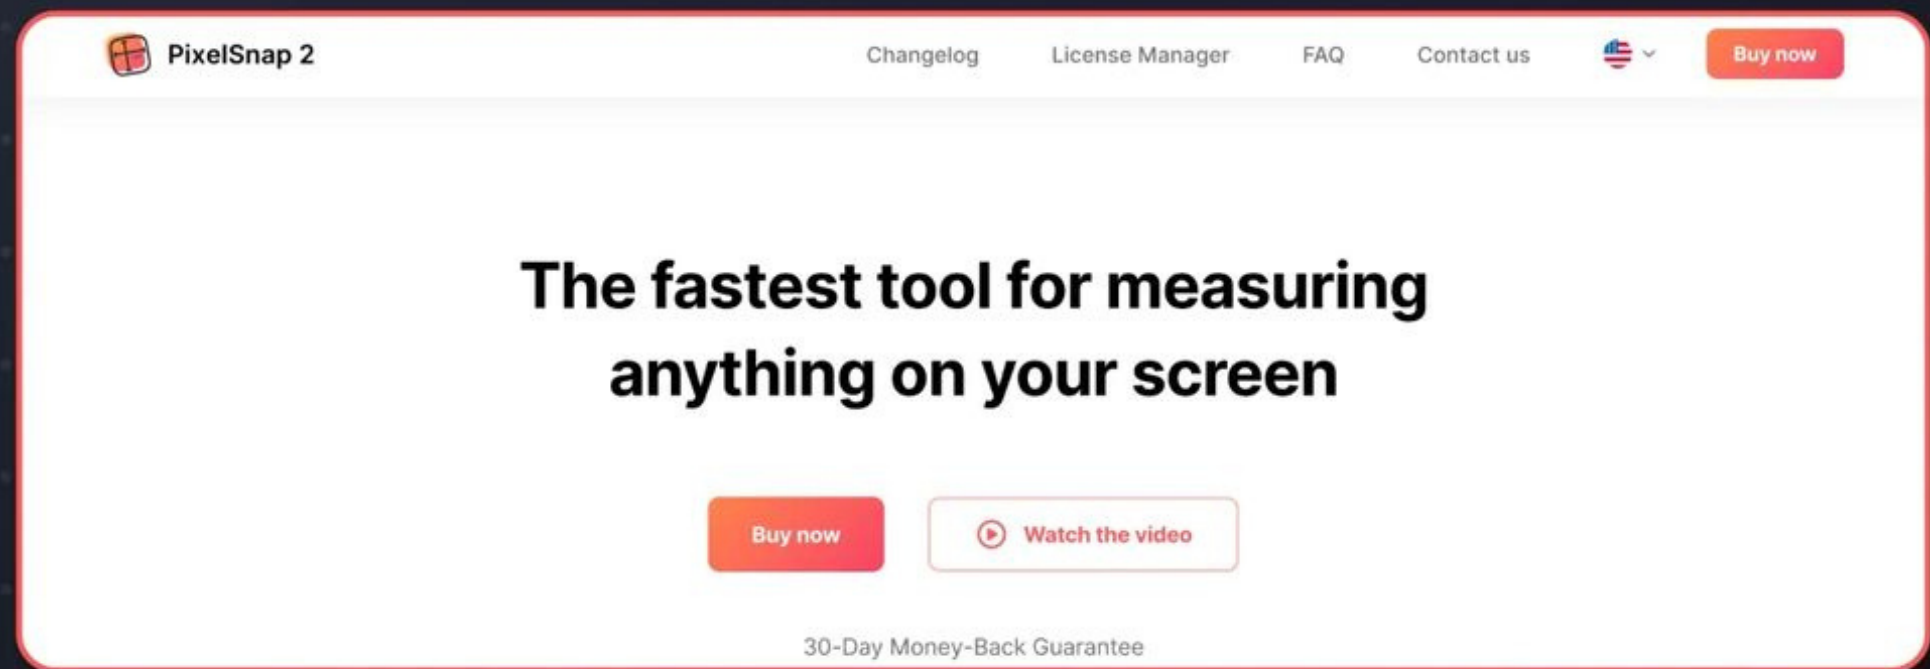 PixelSnap 2
Changelog
License Manager
FAQ
Contact us
Buy now
The fastest tool for measuring
anything on your screen
Buy now
Watch the video
30-Day Money-Back Guarantee